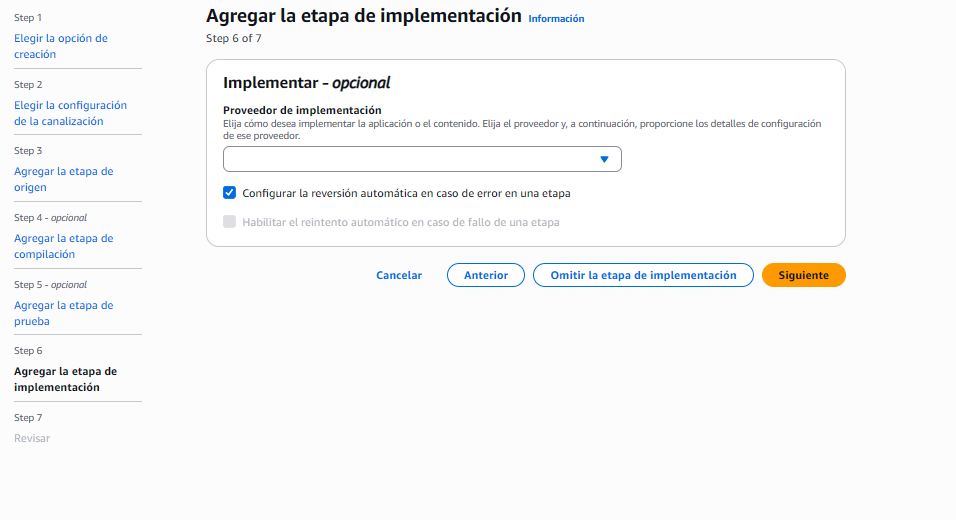 Step 1
Elegir la opción de
creación
Step 2
Elegir la configuración
de la canalización
Step 3
Agregar la etapa de
origen
Step 4 - opcional
Agregar la etapa de
compilación
Step 5 - opcional
Agregar la etapa de
prueba
Step 6
Agregar la etapa de
implementación
Step 7
Revisar
Agregar la etapa de implementación Información
Step 6 of 7
Implementar - opcional
Proveedor de implementación
Elija cómo desea implementar la aplicación o el contenido. Elija el proveedor y, a continuación, proporcione los detalles de configuración
de ese proveedor.
Configurar la reversión automática en caso de error en una etapa
Habilitar el reintento automático en caso de fallo de una etapa
Cancelar Anterior Omitir la etapa de implementación Siguiente